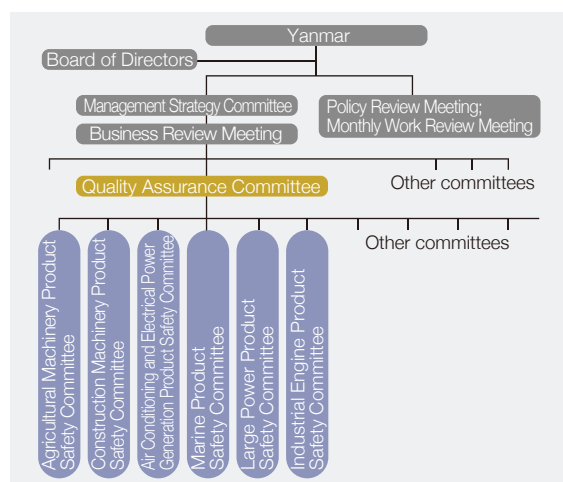 Yanmar
Board of Directors
Management Strategy Committee
Business Review Meeting
Policy Review Meeting;
Monthly Work Review Meeting
Quality Assurance Committee
Other committees
Other committees
Agricultural Machinery Product
Safety Committee
Construction Machinery Product
Safety Committee
Air Conditioning and Electrical Power
Generation Product Safety Committee
Marine Product
Safety Committee
Large Power Product
Safety Committee
Industrial Engine Product
Safety Committee